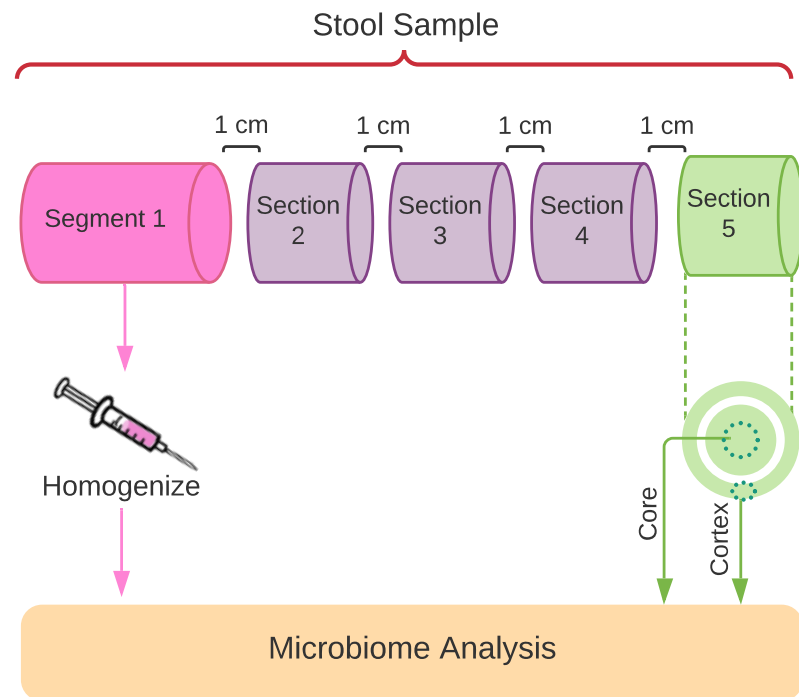 Stool Sample
1 cm 1 cm 1 cm 1 cm
Segment 1
Section
2
Section
3
Section
4
Section
5
Homogenize
Core
Cortex
Microbiome Analysis